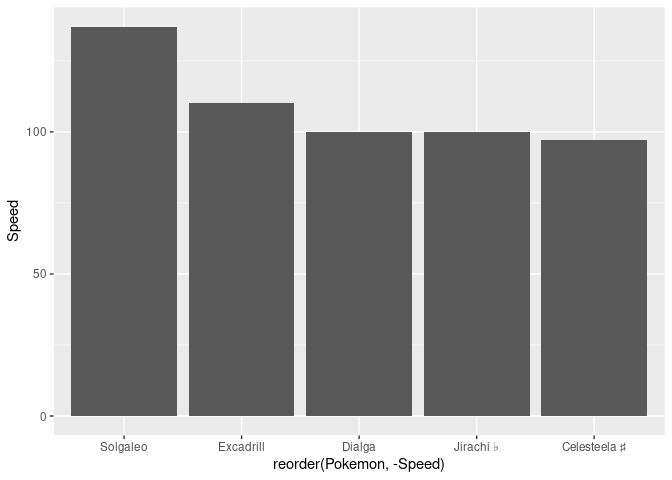 Speed
100
50
0
Solgaleo Excadrill Dialga Jirachi ♭ Celesteela ♯
reorder(Pokemon, -Speed)